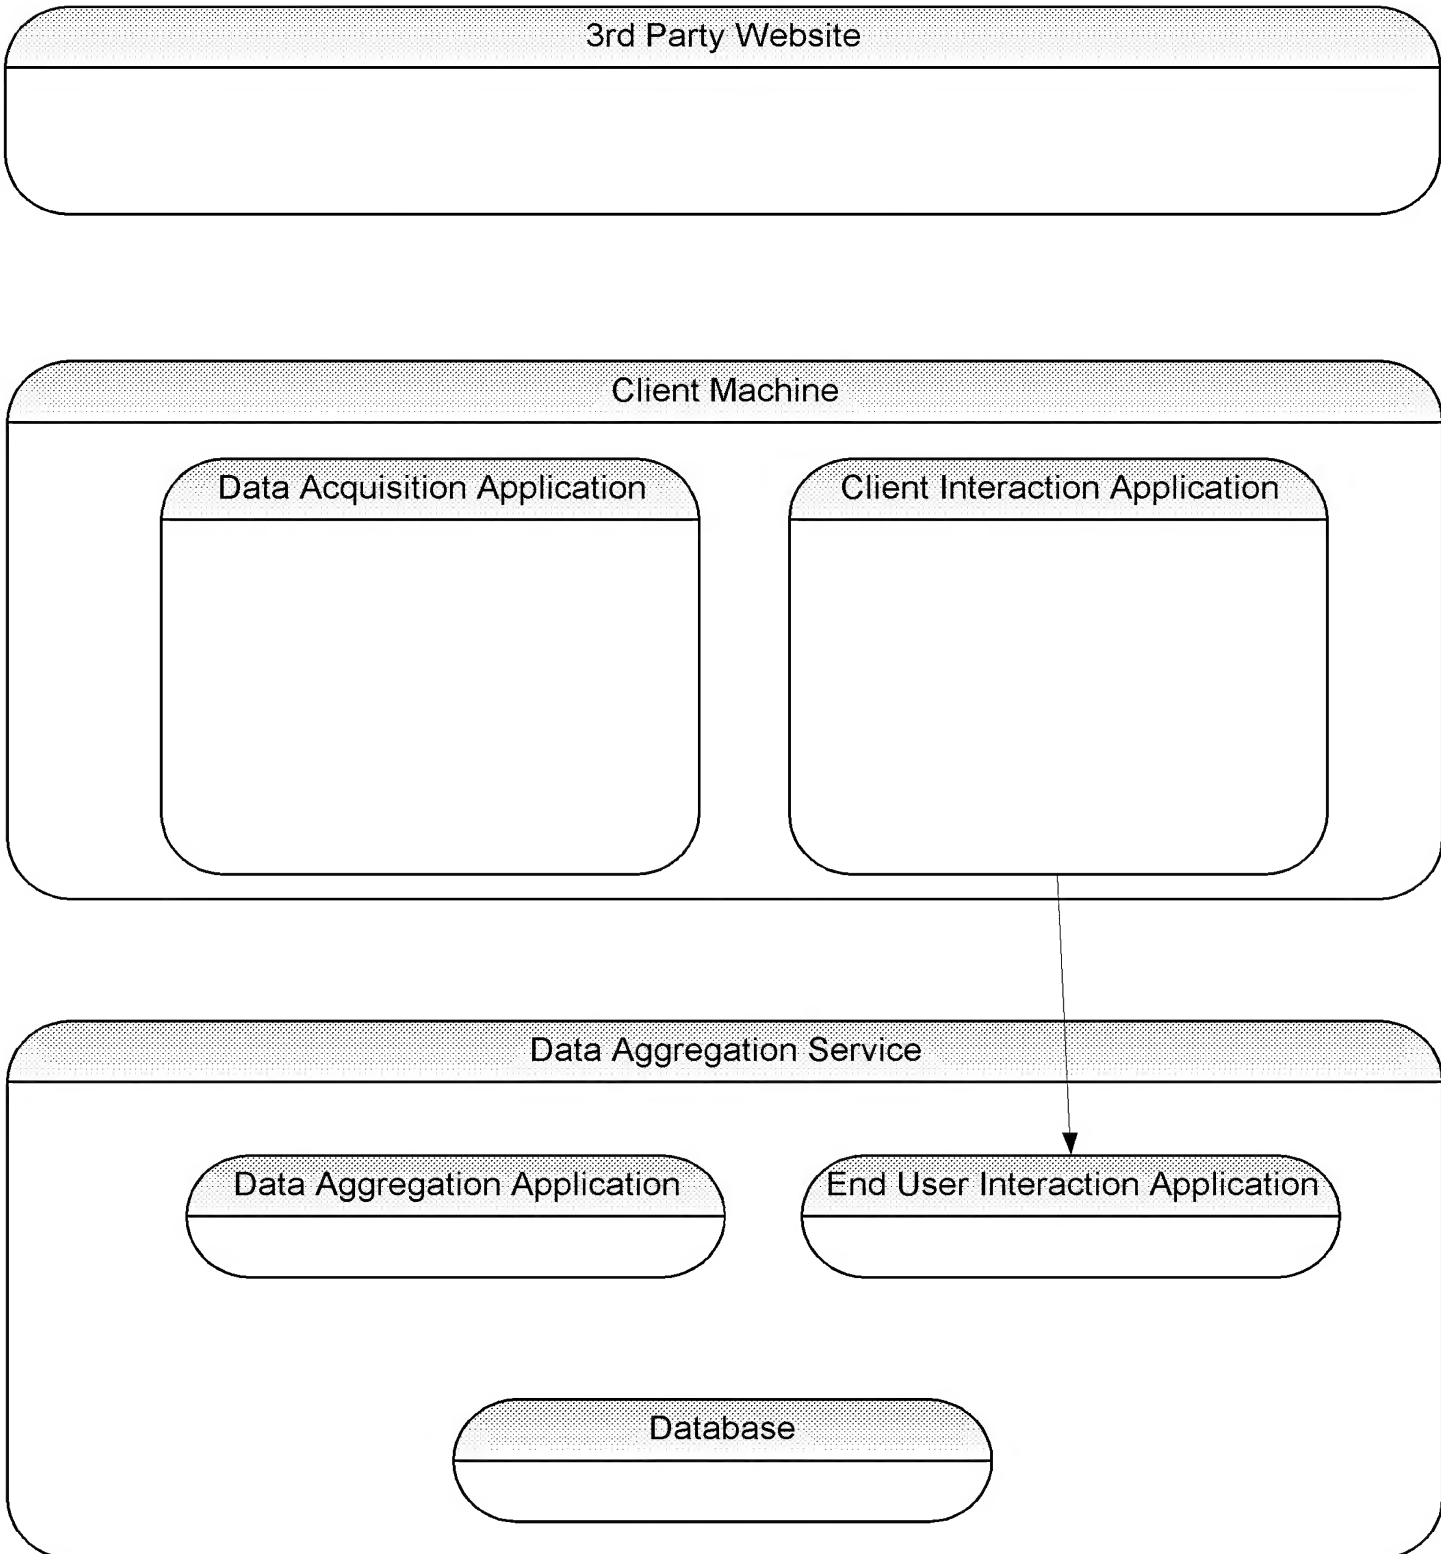 3rd Party Website
Client Machine
Data Acquisition Application
Client Interaction Application
Data Aggregation Service
Data Aggregation Application
End User Interaction Application
Database